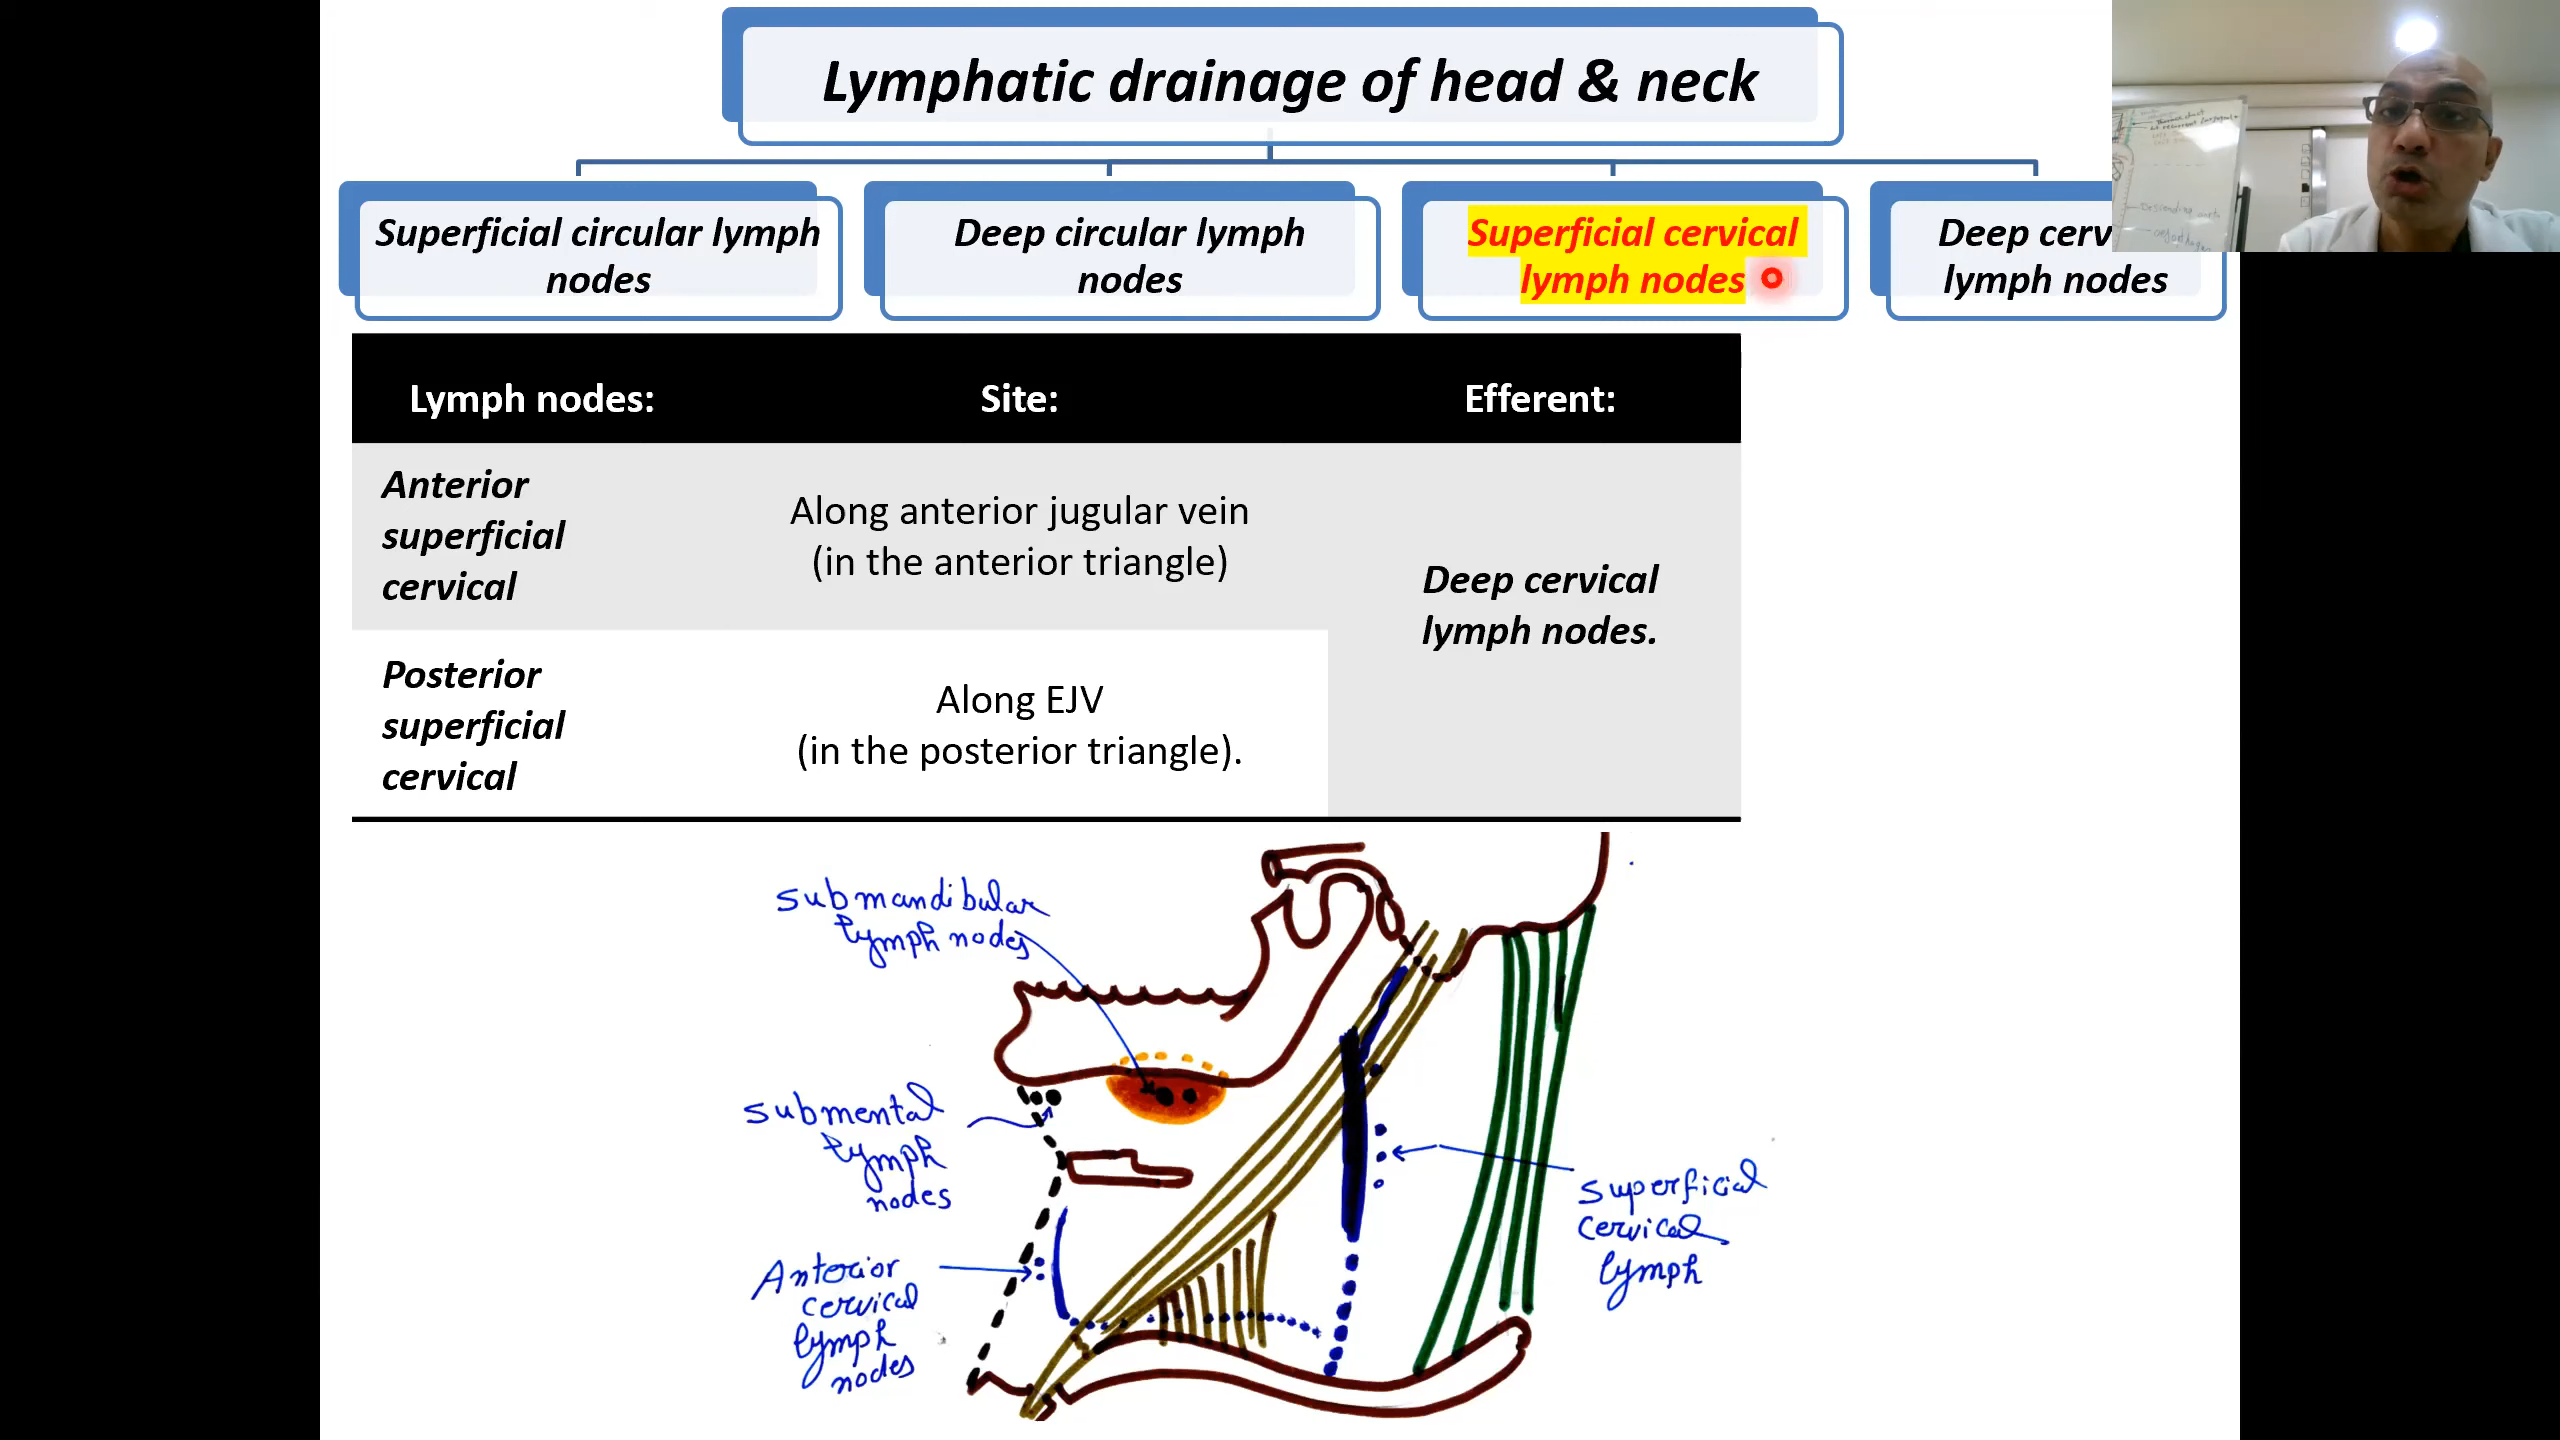 Lymphatic drainage of head & neck
Superficial circular lymph
nodes
Deep circular lymph
nodes
Superficial cervical
lymph nodes
Deep cerv
lymph nodes
Lymph nodes:
Site:
Efferent:
Anterior
superficial
cervical
Along anterior jugular vein
(in the anterior triangle)
Deep cervical
lymph nodes.
Posterior
superficial
cervical
Along EJV
(in the posterior triangle).
submandibular
lymph nodes
submental
lymph
nodes
Anterior
cervical
lymph
nodes
superficial
cervical
lymph